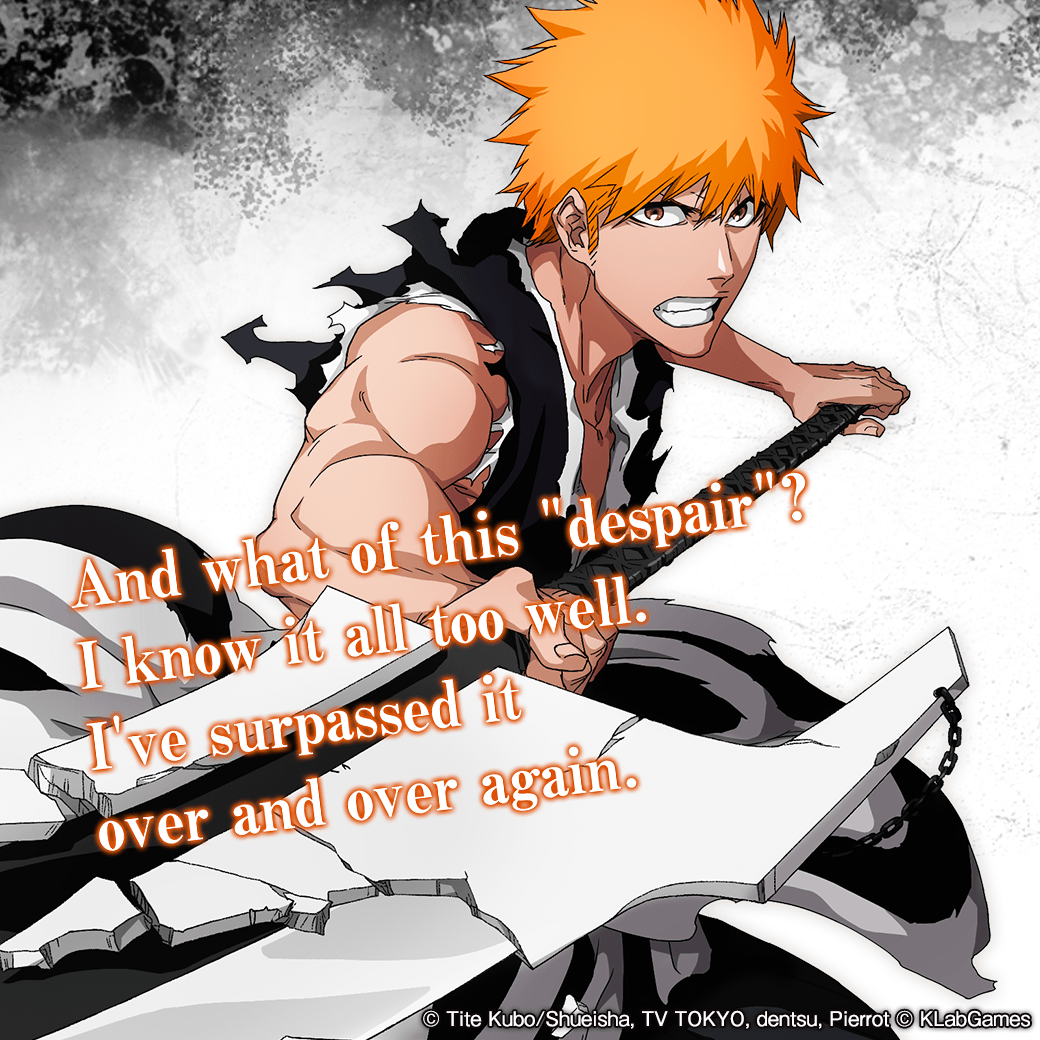 And what of this "despair"?
I know it all too well.
I've surpassed it
over and over again.
© Tite Kubo/Shueisha, TV TOKYO, dentsu, Pierrot © KLabGames